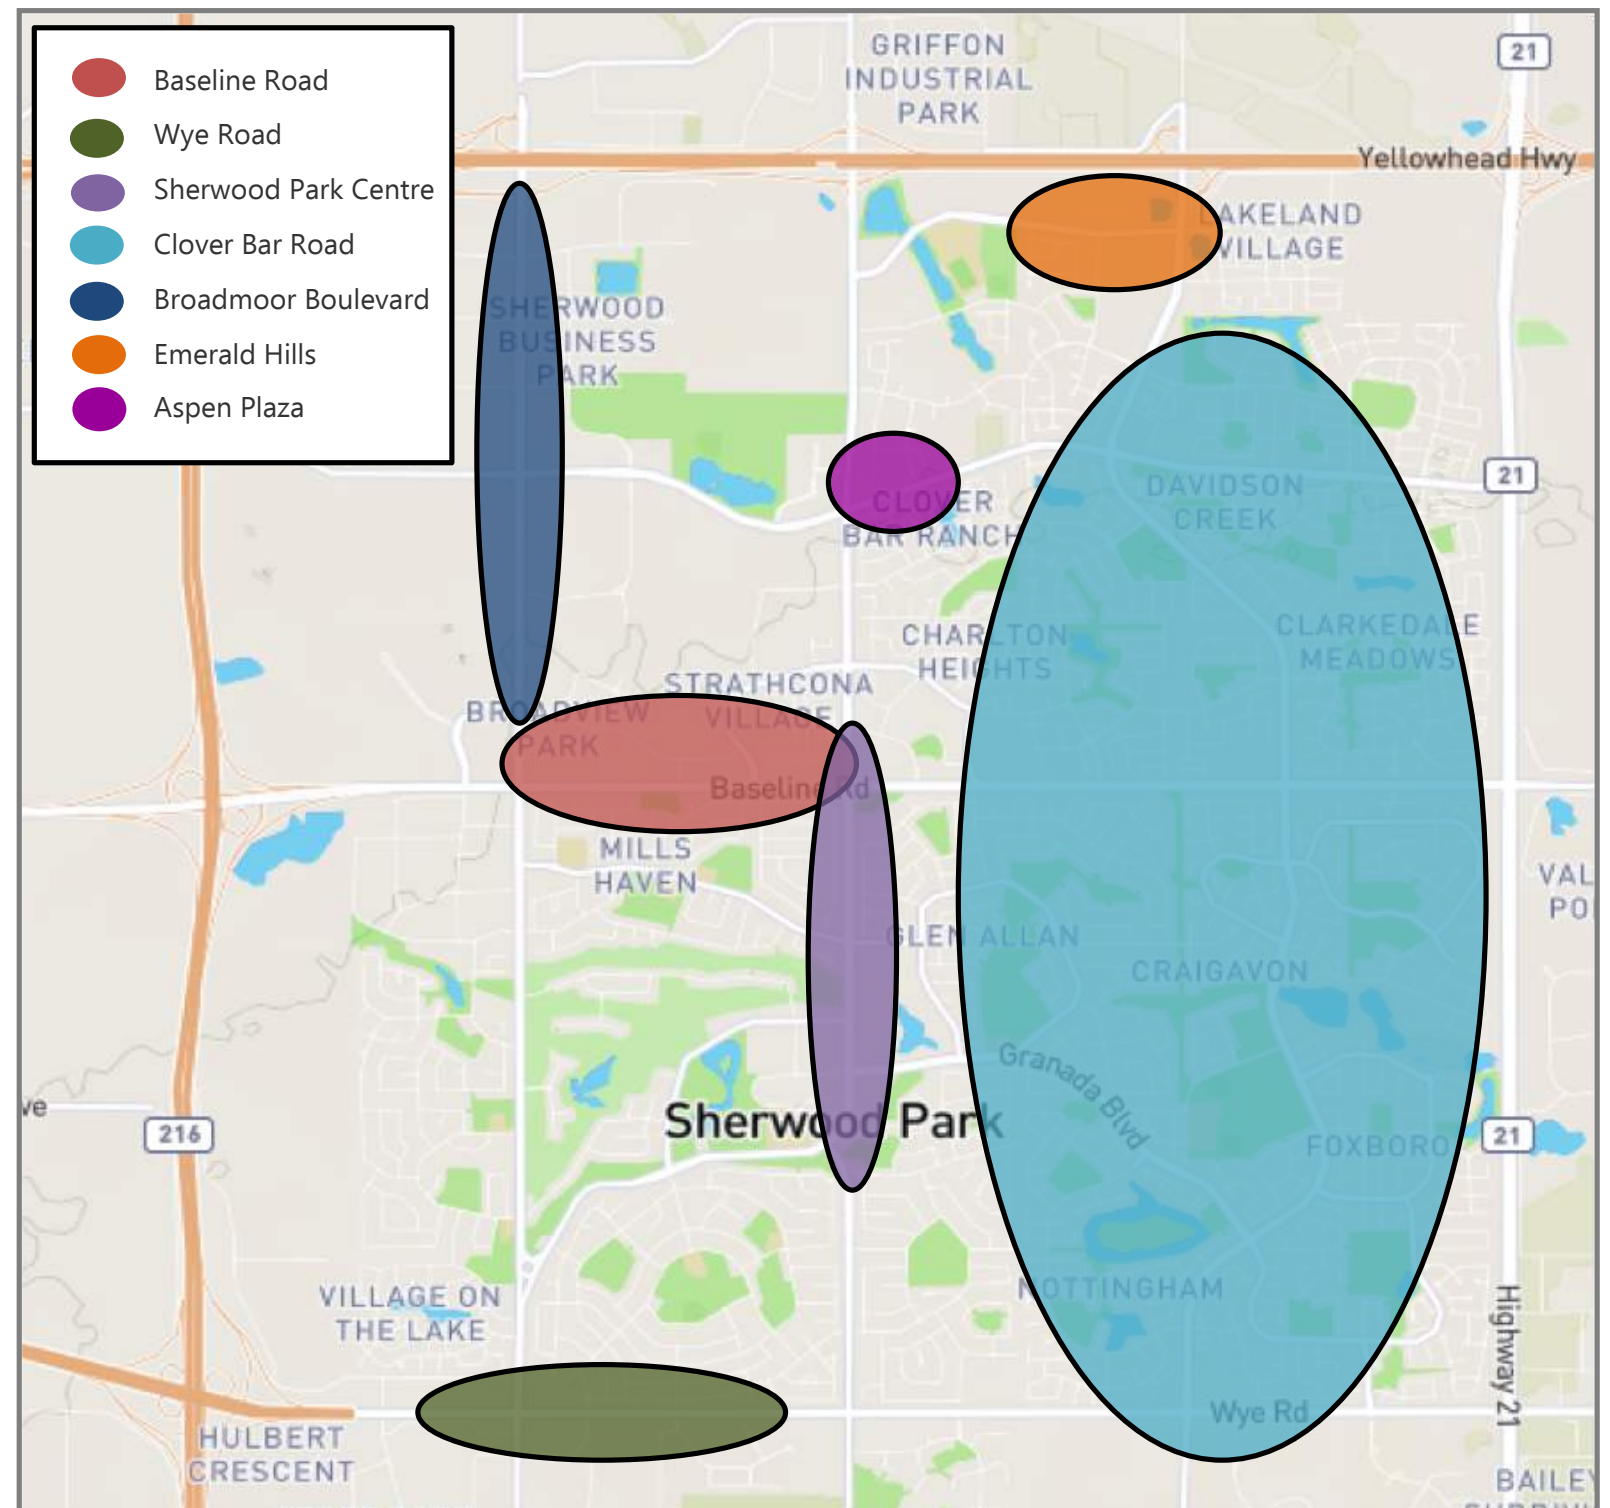 Baseline Road
Wye Road
Sherwood Park Centre
Clover Bar Road
Broadmoor Boulevard
Emerald Hills
Aspen Plaza
GRIFFON
INDUSTRIAL
PARK
21
Yellowhead Hwy
LAKELAND
VILLAGE
SHERWOOD
BUSINESS
PARK
21
CLOVER
BAR RANCH
DAVIDSON
CREEK
CHARLTON
HEIGHTS
CLARKEDALE
MEADOWS
STRATHCONA
VILLAGE
BROADVIEW
PARK
Baseline Rd
MILLS
HAVEN
VAL
PO
GLEN ALLAN
CRAIGAVON
Granada Blvd
ve
216
Sherwood Park
21
FOXBORO
NOTTINGHAM
VILLAGE ON
THE LAKE
Highway 21
Wye Rd
HULBERT
CRESCENT
BAILEY